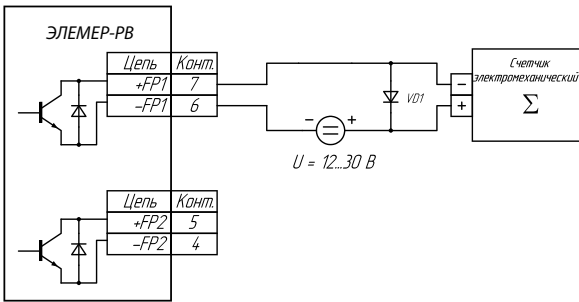 ЭЛЕМЕР-РВ
Цепь Конт.
+FP1 7
−FP1 6
− +
U = 12...30 В
VD1
−
+
Счетчик
электромеханический
Σ
Цепь Конт.
+FP2 5
−FP2 4